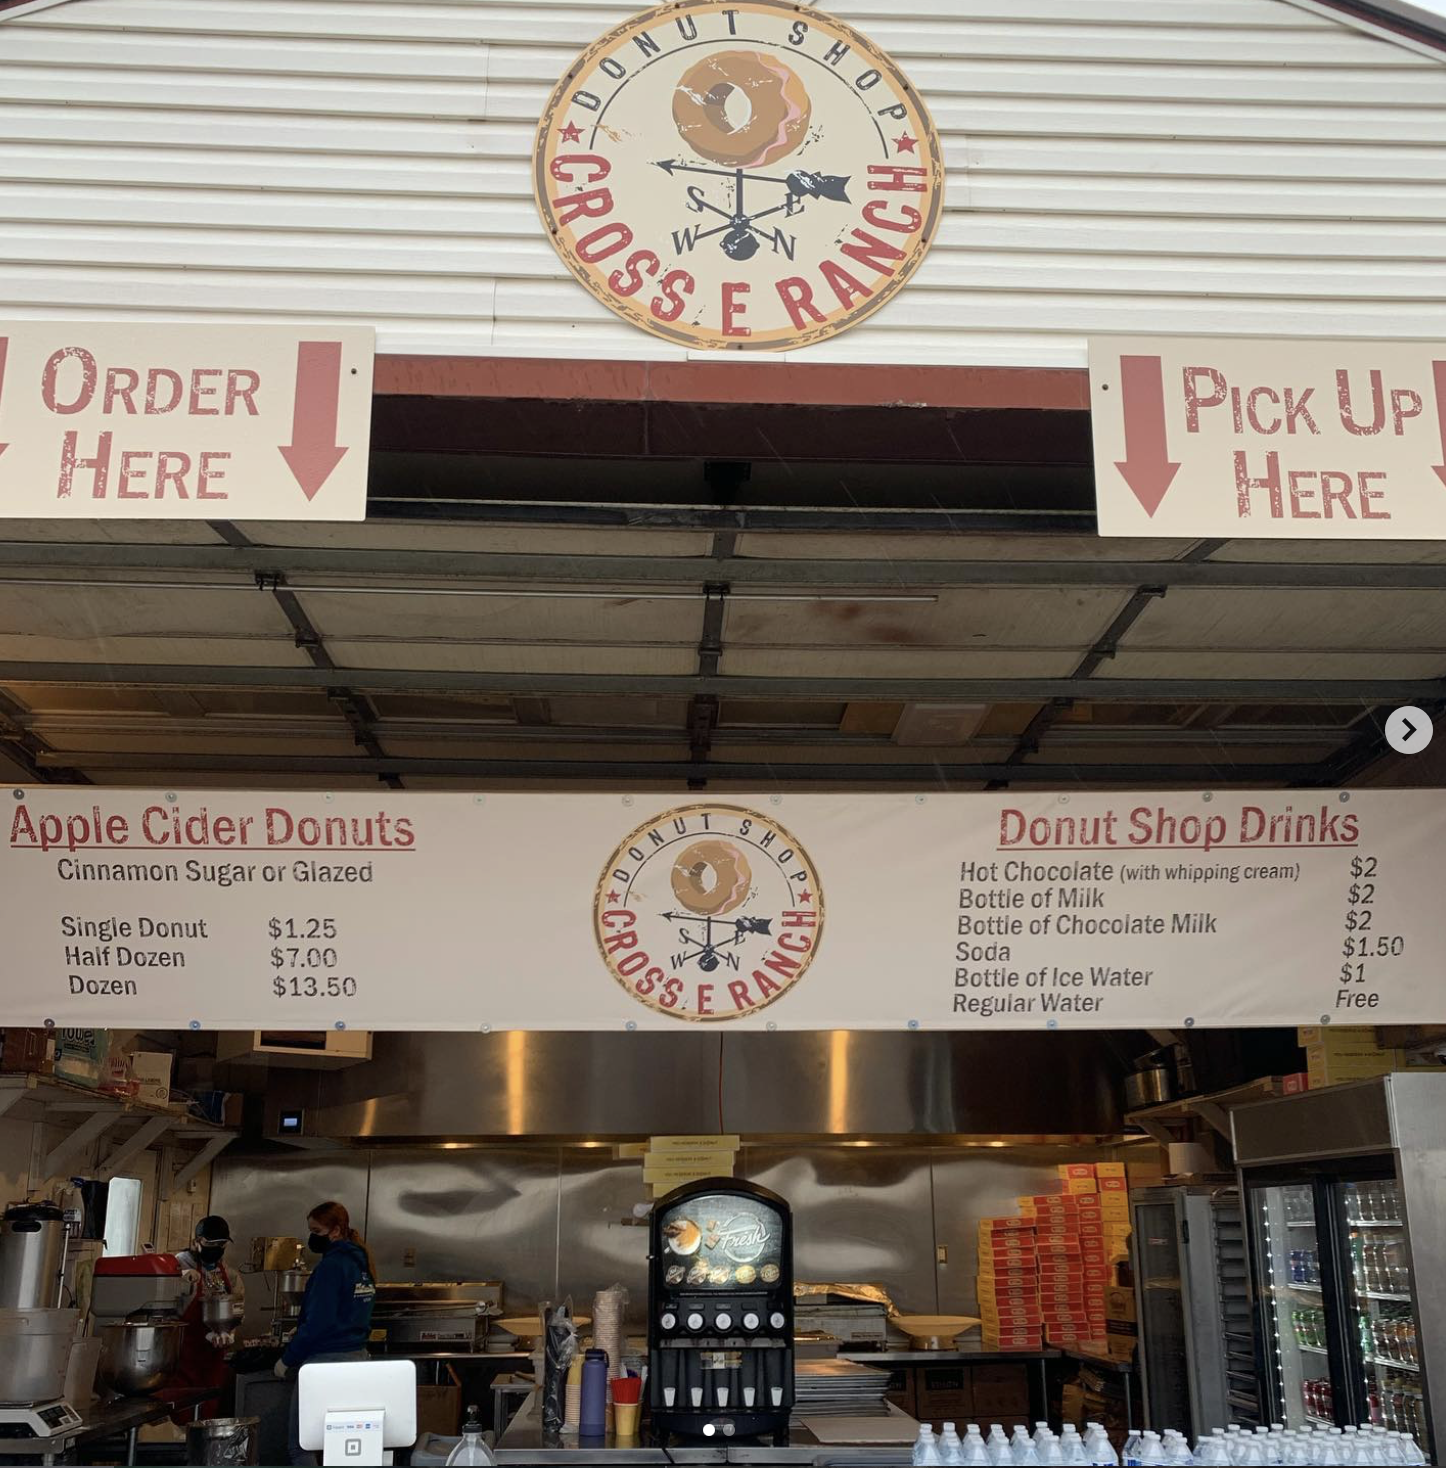 DONUT SHOP
S E
W N
CROSS E RANCH
ORDER
HERE
PICK UP
HERE
Apple Cider Donuts
Cinnamon Sugar or Glazed
Single Donut $1.25
Half Dozen $7.00
Dozen $13.50
DONUT SHOP
S E
W N
CROSS E RANCH
Donut Shop Drinks
Hot Chocolate (with whipping cream) $2
Bottle of Milk $2
Bottle of Chocolate Milk $2
Soda $1.50
Bottle of Ice Water $1
Regular Water Free
Fresh